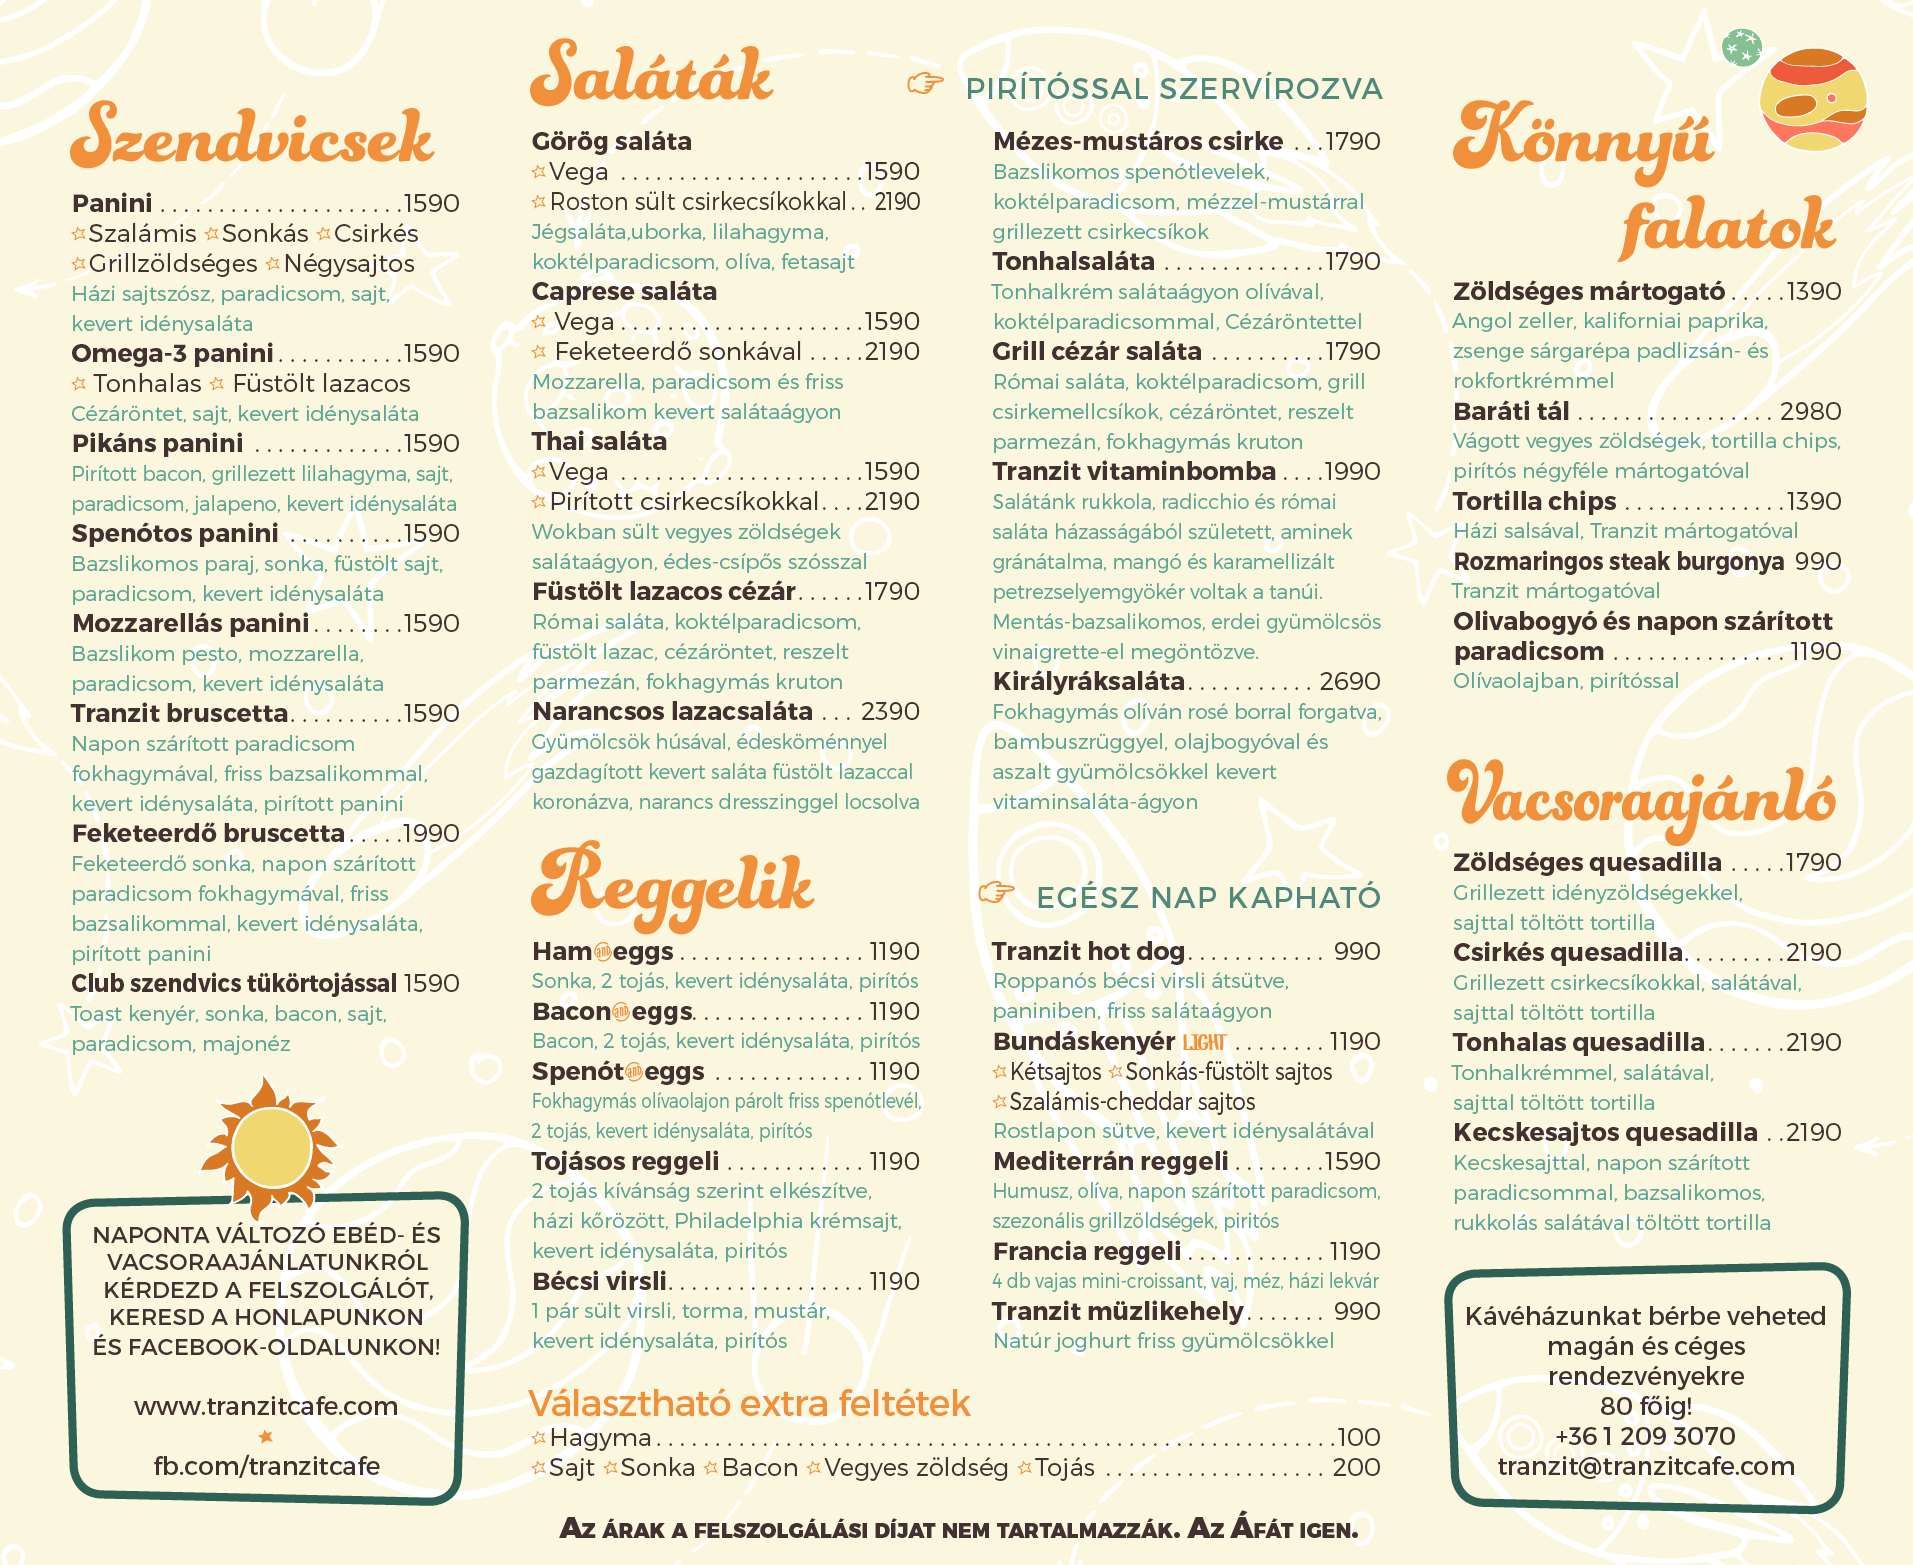 Szendvicsek
Panini . . . . . . . . . . . . . . . . . . . . .1590
Szalámis Sonkás Csirkés
Grillzöldséges Négysajtos
Házi sajtszósz, paradicsom, sajt,
kevert idénysaláta
Omega-3 panini . . . . . . . . . . .1590
Tonhalas Füstölt lazacos
Cézáröntet, sajt, kevert idénysaláta
Pikáns panini . . . . . . . . . . . . .1590
Pirított bacon, grillezett lilahagyma, sajt,
paradicsom, jalapeno, kevert idénysaláta
Spenótos panini . . . . . . . . . .1590
Bazslikomos paraj, sonka, füstölt sajt,
paradicsom, kevert idénysaláta
Mozzarellás panini . . . . . . . .1590
Bazslikom pesto, mozzarella,
paradicsom, kevert idénysaláta
Tranzit bruscetta. . . . . . . . . .1590
Napon szárított paradicsom
fokhagymával, friss bazsalikommal,
kevert idénysaláta, pirított panini
Feketeerdő bruscetta . . . . .1990
Feketeerdő sonka, napon szárított
paradicsom fokhagymával, friss
bazsalikommal, kevert idénysaláta,
pirított panini
Club szendvics tükörtojással 1590
Toast kenyér, sonka, bacon, sajt,
paradicsom, majonéz
NAPONTA VÁLTOZÓ EBÉD- ÉS
VACSORAAJÁNLATUNKRÓL
KÉRDEZD A FELSZOLGÁLÓT,
KERESD A HONLAPUNKON
ÉS FACEBOOK-OLDALUNKON!
www.tranzitcafe.com
fb.com/tranzitcafe
Saláták
PIRÍTÓSSAL SZERVÍROZVA
Görög saláta
Vega . . . . . . . . . . . . . . . . . . . . .1590
Roston sült csirkecsíkokkal . . 2190
Jégsaláta,uborka, lilahagyma,
koktélparadicsom, olíva, fetasajt
Caprese saláta
Vega . . . . . . . . . . . . . . . . . . . . .1590
Feketeerdő sonkával . . . . .2190
Mozzarella, paradicsom és friss
bazsalikom kevert salátaágyon
Thai saláta
Vega . . . . . . . . . . . . . . . . . . . . .1590
Pirított csirkecsíkokkal. . . .2190
Wokban sült vegyes zöldségek
salátaágyon, édes-csípős szósszal
Füstölt lazacos cézár. . . . . .1790
Római saláta, koktélparadicsom,
füstölt lazac, cézáröntet, reszelt
parmezán, fokhagymás kruton
Narancsos lazacsaláta . . . 2390
Gyümölcsök húsával, édesköménnyel
gazdagított kevert saláta füstölt lazaccal
koronázva, narancs dresszinggel locsolva
Mézes-mustáros csirke . . .1790
Bazslikomos spenótlevelek,
koktélparadicsom, mézzel-mustárral
grillezett csirkecsíkok
Tonhalsaláta . . . . . . . . . . . . . .1790
Tonhalkrém salátaágyon olívával,
koktélparadicsommal, Cézáröntettel
Grill cézár saláta . . . . . . . . . .1790
Római saláta, koktélparadicsom, grill
csirkemellcsíkok, cézáröntet, reszelt
parmezán, fokhagymás kruton
Tranzit vitaminbomba . . . .1990
Salátánk rukkola, radicchio és római
saláta házasságából született, aminek
gránátalma, mangó és karamellizált
petrezselyemgyökér voltak a tanúi.
Mentás-bazsalikomos, erdei gyümölcsös
vinaigrette-el megöntözve.
Királyráksaláta. . . . . . . . . . . 2690
Fokhagymás olíván rosé borral forgatva,
bambuszrüggyel, olajbogyóval és
aszalt gyümölcsökkel kevert
vitaminsaláta-ágyon
Reggelik
EGÉSZ NAP KAPHATÓ
Ham and eggs . . . . . . . . . . . . . . . . 1190
Sonka, 2 tojás, kevert idénysaláta, pirítós
Bacon and eggs. . . . . . . . . . . . . . . 1190
Bacon, 2 tojás, kevert idénysaláta, pirítós
Spenót and eggs . . . . . . . . . . . . . 1190
Fokhagymás olívaolajon párolt friss spenótlevél,
2 tojás, kevert idénysaláta, pirítós
Tojásos reggeli . . . . . . . . . . . . 1190
2 tojás kívánság szerint elkészítve,
házi kőrözött, Philadelphia krémsajt,
kevert idénysaláta, piritós
Bécsi virsli. . . . . . . . . . . . . . . . . 1190
1 pár sült virsli, torma, mustár,
kevert idénysaláta, pirítós
Tranzit hot dog. . . . . . . . . . . . 990
Roppanós bécsi virsli átsütve,
paniniben, friss salátaágyon
Bundáskenyér LIGHT . . . . . . . . 1190
Kétsajtos Sonkás-füstölt sajtos
Szalámis-cheddar sajtos
Rostlapon sütve, kevert idénysalátával
Mediterrán reggeli . . . . . . . .1590
Humusz, olíva, napon szárított paradicsom,
szezonális grillzöldségek, piritós
Francia reggeli . . . . . . . . . . . . 1190
4 db vajas mini-croissant, vaj, méz, házi lekvár
Tranzit müzlikehely. . . . . . . 990
Natúr joghurt friss gyümölcsökkel
Választható extra feltétek
Hagyma . . . . . . . . . . . . . . . . . . . . . . . . . . . . . . . . . . . . . . . . . . . . . . . . . . . . . . . . . .100
Sajt Sonka Bacon Vegyes zöldség Tojás . . . . . . . . . . . . . . . . . . . 200
AZ ÁRAK A FELSZOLGÁLÁSI DÍJAT NEM TARTALMAZZÁK. AZ ÁFÁT IGEN.
Könnyű
falatok
Zöldséges mártogató . . . . .1390
Angol zeller, kaliforniai paprika,
zsenge sárgarépa padlizsán- és
rokfortkrémmel
Baráti tál . . . . . . . . . . . . . . . . . 2980
Vágott vegyes zöldségek, tortilla chips,
pirítós négyféle mártogatóval
Tortilla chips . . . . . . . . . . . . . .1390
Házi salsával, Tranzit mártogatóval
Rozmaringos steak burgonya 990
Tranzit mártogatóval
Olivabogyó és napon szárított
paradicsom . . . . . . . . . . . . . . . 1190
Olívaolajban, pirítóssal
Vacsoraajánló
Zöldséges quesadilla . . . . .1790
Grillezett idényzöldségekkel,
sajttal töltött tortilla
Csirkés quesadilla. . . . . . . . .2190
Grillezett csirkecsíkokkal, salátával,
sajttal töltött tortilla
Tonhalas quesadilla. . . . . . .2190
Tonhalkrémmel, salátával,
sajttal töltött tortilla
Kecskesajtos quesadilla . .2190
Kecskesajttal, napon szárított
paradicsommal, bazsalikomos,
rukkolás salátával töltött tortilla
Kávéházunkat bérbe veheted
magán és céges
rendezvényekre
80 főig!
+36 1 209 3070
tranzit@tranzitcafe.com